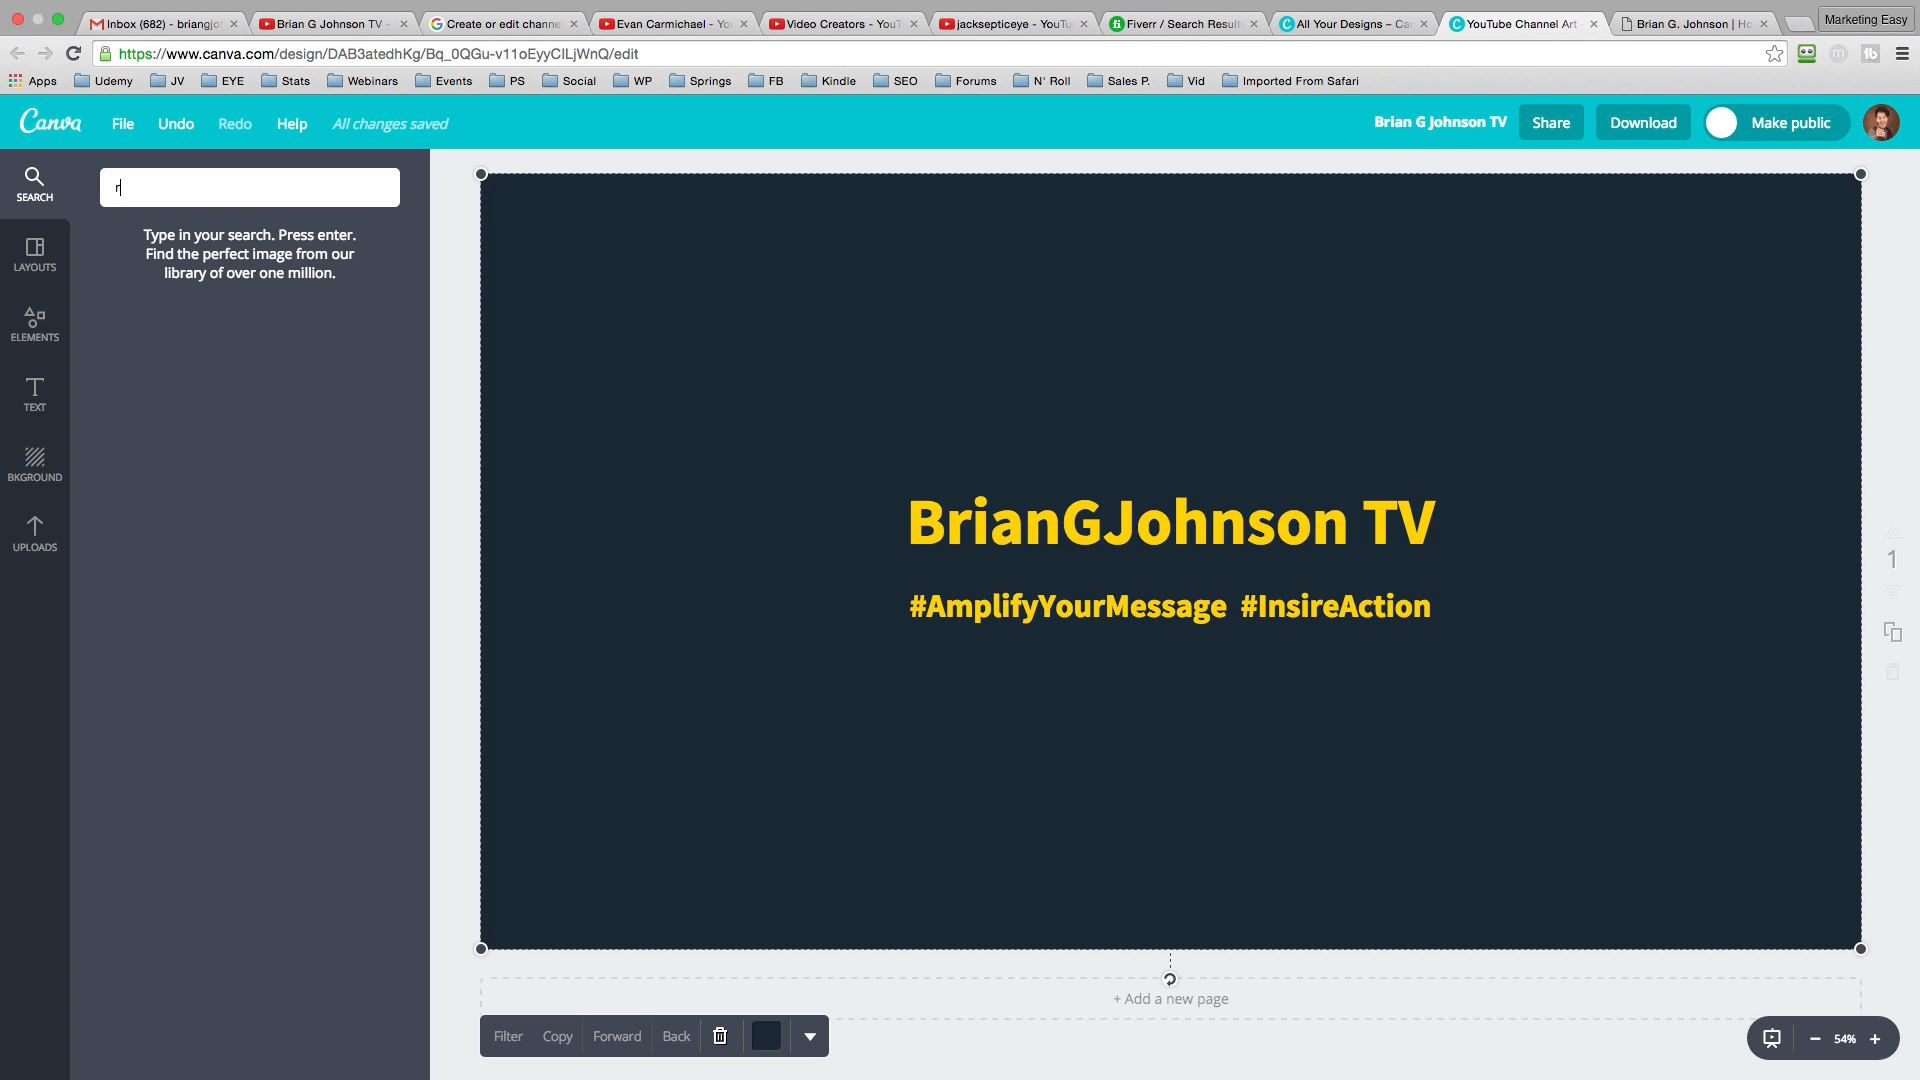 Inbox (682) - briangjo
Brian G Johnson TV -
Create or edit channe
Evan Carmichael - Yo
Video Creators - YouT
jacksepticeye - YouTu
Fiverr / Search Result
All Your Designs – Ca
YouTube Channel Art
Brian G. Johnson | Ho
Marketing Easy
https://www.canva.com/design/DAB3atedhKg/Bq_0QGu-v11oEyyCILjWnQ/edit
Apps Udemy JV EYE Stats Webinars Events PS Social WP Springs FB Kindle SEO Forums N' Roll Sales P. Vid Imported From Safari
Canva File Undo Redo Help All changes saved Brian G Johnson TV Share Download Make public
SEARCH
r
Type in your search. Press enter.
Find the perfect image from our
library of over one million.
LAYOUTS
ELEMENTS
TEXT
BKGROUND
UPLOADS
BrianGJohnson TV
#AmplifyYourMessage #InsireAction
1
+ Add a new page
Filter Copy Forward Back
54%